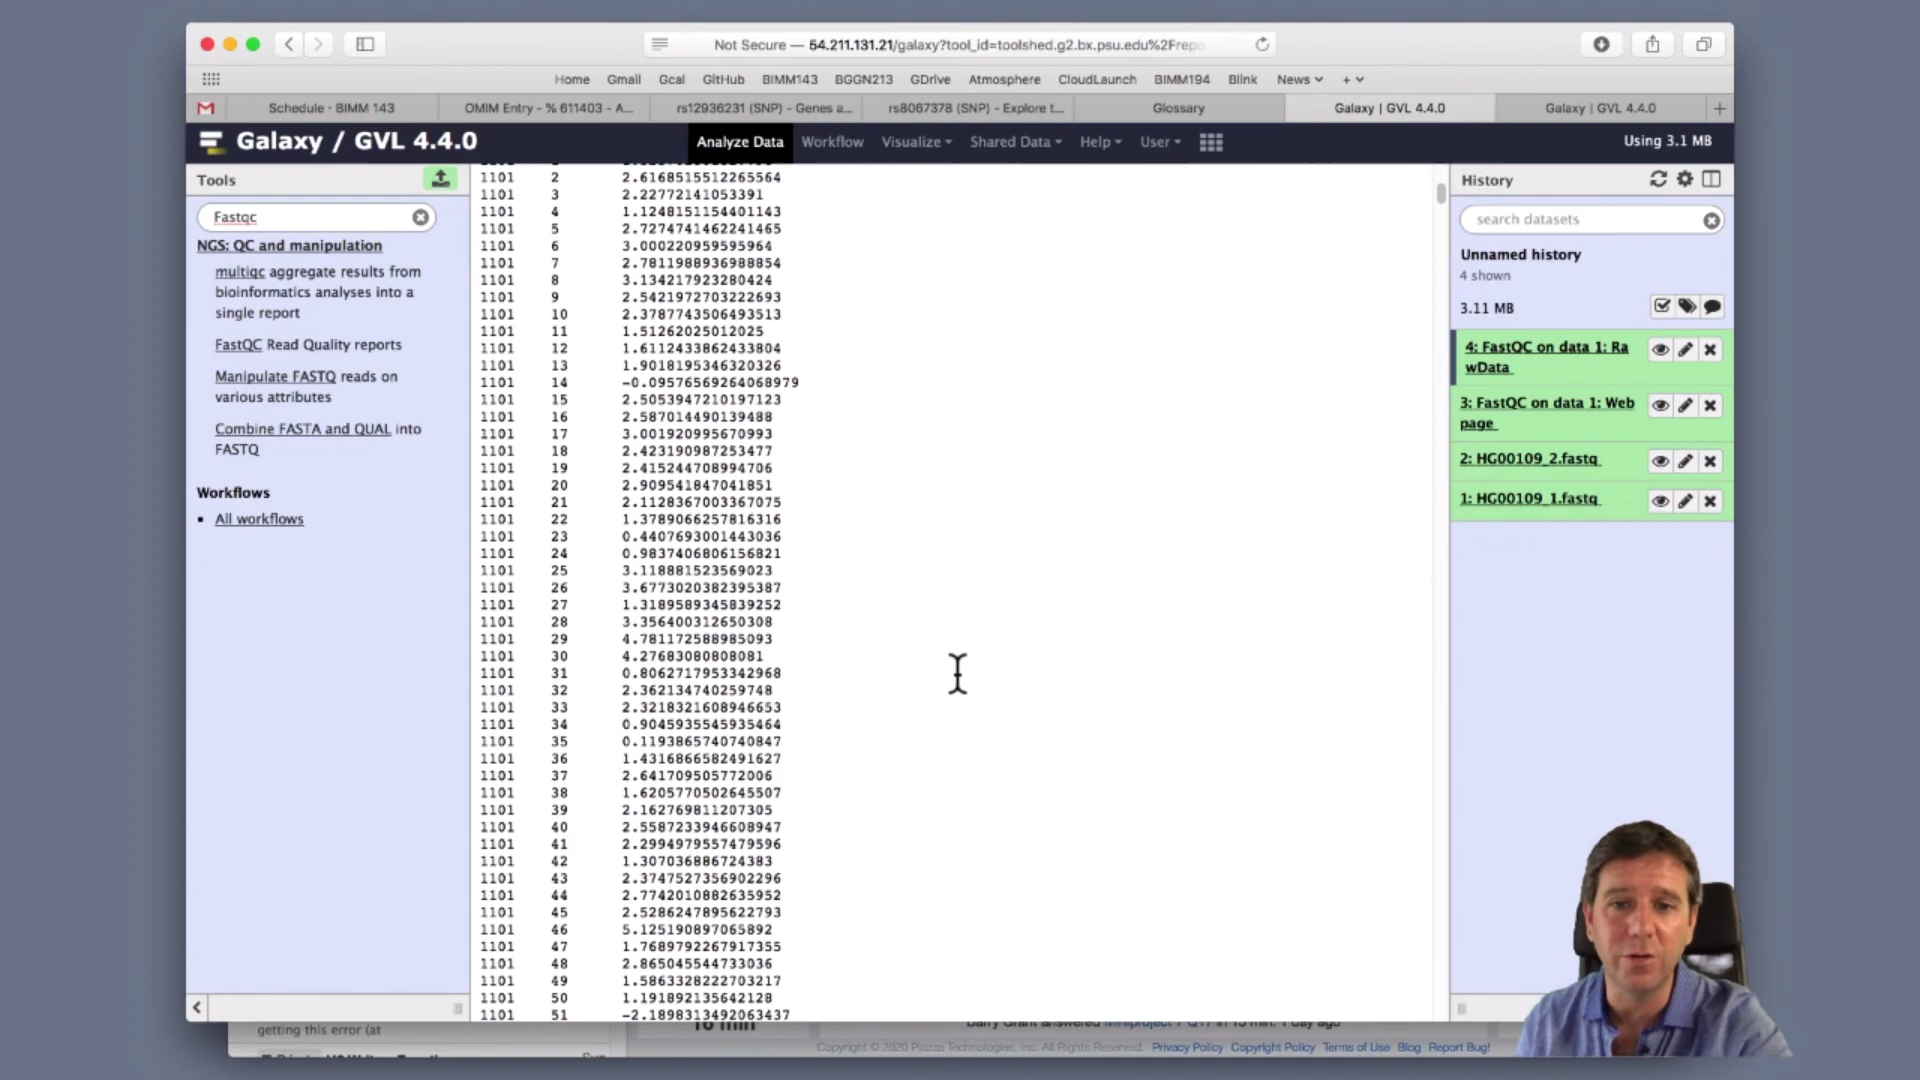 Not Secure — 54.211.131.21/galaxy?tool_id=toolshed.g2.bx.psu.edu%2Frepo
Home Gmail Gcal GitHub BIMM143 BGGN213 GDrive Atmosphere CloudLaunch BIMM194 Blink News +
Schedule · BIMM 143
OMIM Entry - % 611403 - A...
rs12936231 (SNP) - Genes a...
rs8067378 (SNP) - Explore t...
Glossary
Galaxy | GVL 4.4.0
Galaxy | GVL 4.4.0
+
Galaxy / GVL 4.4.0
Analyze Data Workflow Visualize Shared Data Help User
Using 3.1 MB
Tools
Fastqc
NGS: QC and manipulation
multiqc aggregate results from
bioinformatics analyses into a
single report
FastQC Read Quality reports
Manipulate FASTQ reads on
various attributes
Combine FASTA and QUAL into
FASTQ
Workflows
All workflows
1101 2 2.6168515512265564
1101 3 2.22772141053391
1101 4 1.1248151154401143
1101 5 2.7274741462241465
1101 6 3.000220959595964
1101 7 2.7811988936988854
1101 8 3.134217923280424
1101 9 2.5421972703222693
1101 10 2.3787743506493513
1101 11 1.51262025012025
1101 12 1.6112433862433804
1101 13 1.9018195346320326
1101 14 -0.09576569264068979
1101 15 2.5053947210197123
1101 16 2.587014490139488
1101 17 3.001920995670993
1101 18 2.423190987253477
1101 19 2.415244708994706
1101 20 2.909541847041851
1101 21 2.1128367003367075
1101 22 1.3789066257816316
1101 23 0.4407693001443036
1101 24 0.9837406806156821
1101 25 3.118881523569023
1101 26 3.6773020382395387
1101 27 1.3189589345839252
1101 28 3.356400312650308
1101 29 4.781172588985093
1101 30 4.27683080808081
1101 31 0.8062717953342968
1101 32 2.362134740259748
1101 33 2.3218321608946653
1101 34 0.9045935545935464
1101 35 0.1193865740740847
1101 36 1.4316866582491627
1101 37 2.641709505772006
1101 38 1.6205770502645507
1101 39 2.162769811207305
1101 40 2.5587233946608947
1101 41 2.2994979557479596
1101 42 1.307036886724383
1101 43 2.3747527356902296
1101 44 2.7742010882635952
1101 45 2.5286247895622793
1101 46 5.125190897065892
1101 47 1.7689792267917355
1101 48 2.865045544733036
1101 49 1.5863328222703217
1101 50 1.191892135642128
1101 51 -2.1898313492063437
History
search datasets
Unnamed history
4 shown
3.11 MB
4: FastQC on data 1: Ra
wData
3: FastQC on data 1: Web
page
2: HG00109_2.fastq
1: HG00109_1.fastq
getting this error (at
Copyright © 2020 Piazza Technologies, Inc. All Rights Reserved. Privacy Policy Copyright Policy Terms of Use Blog Report Bug!